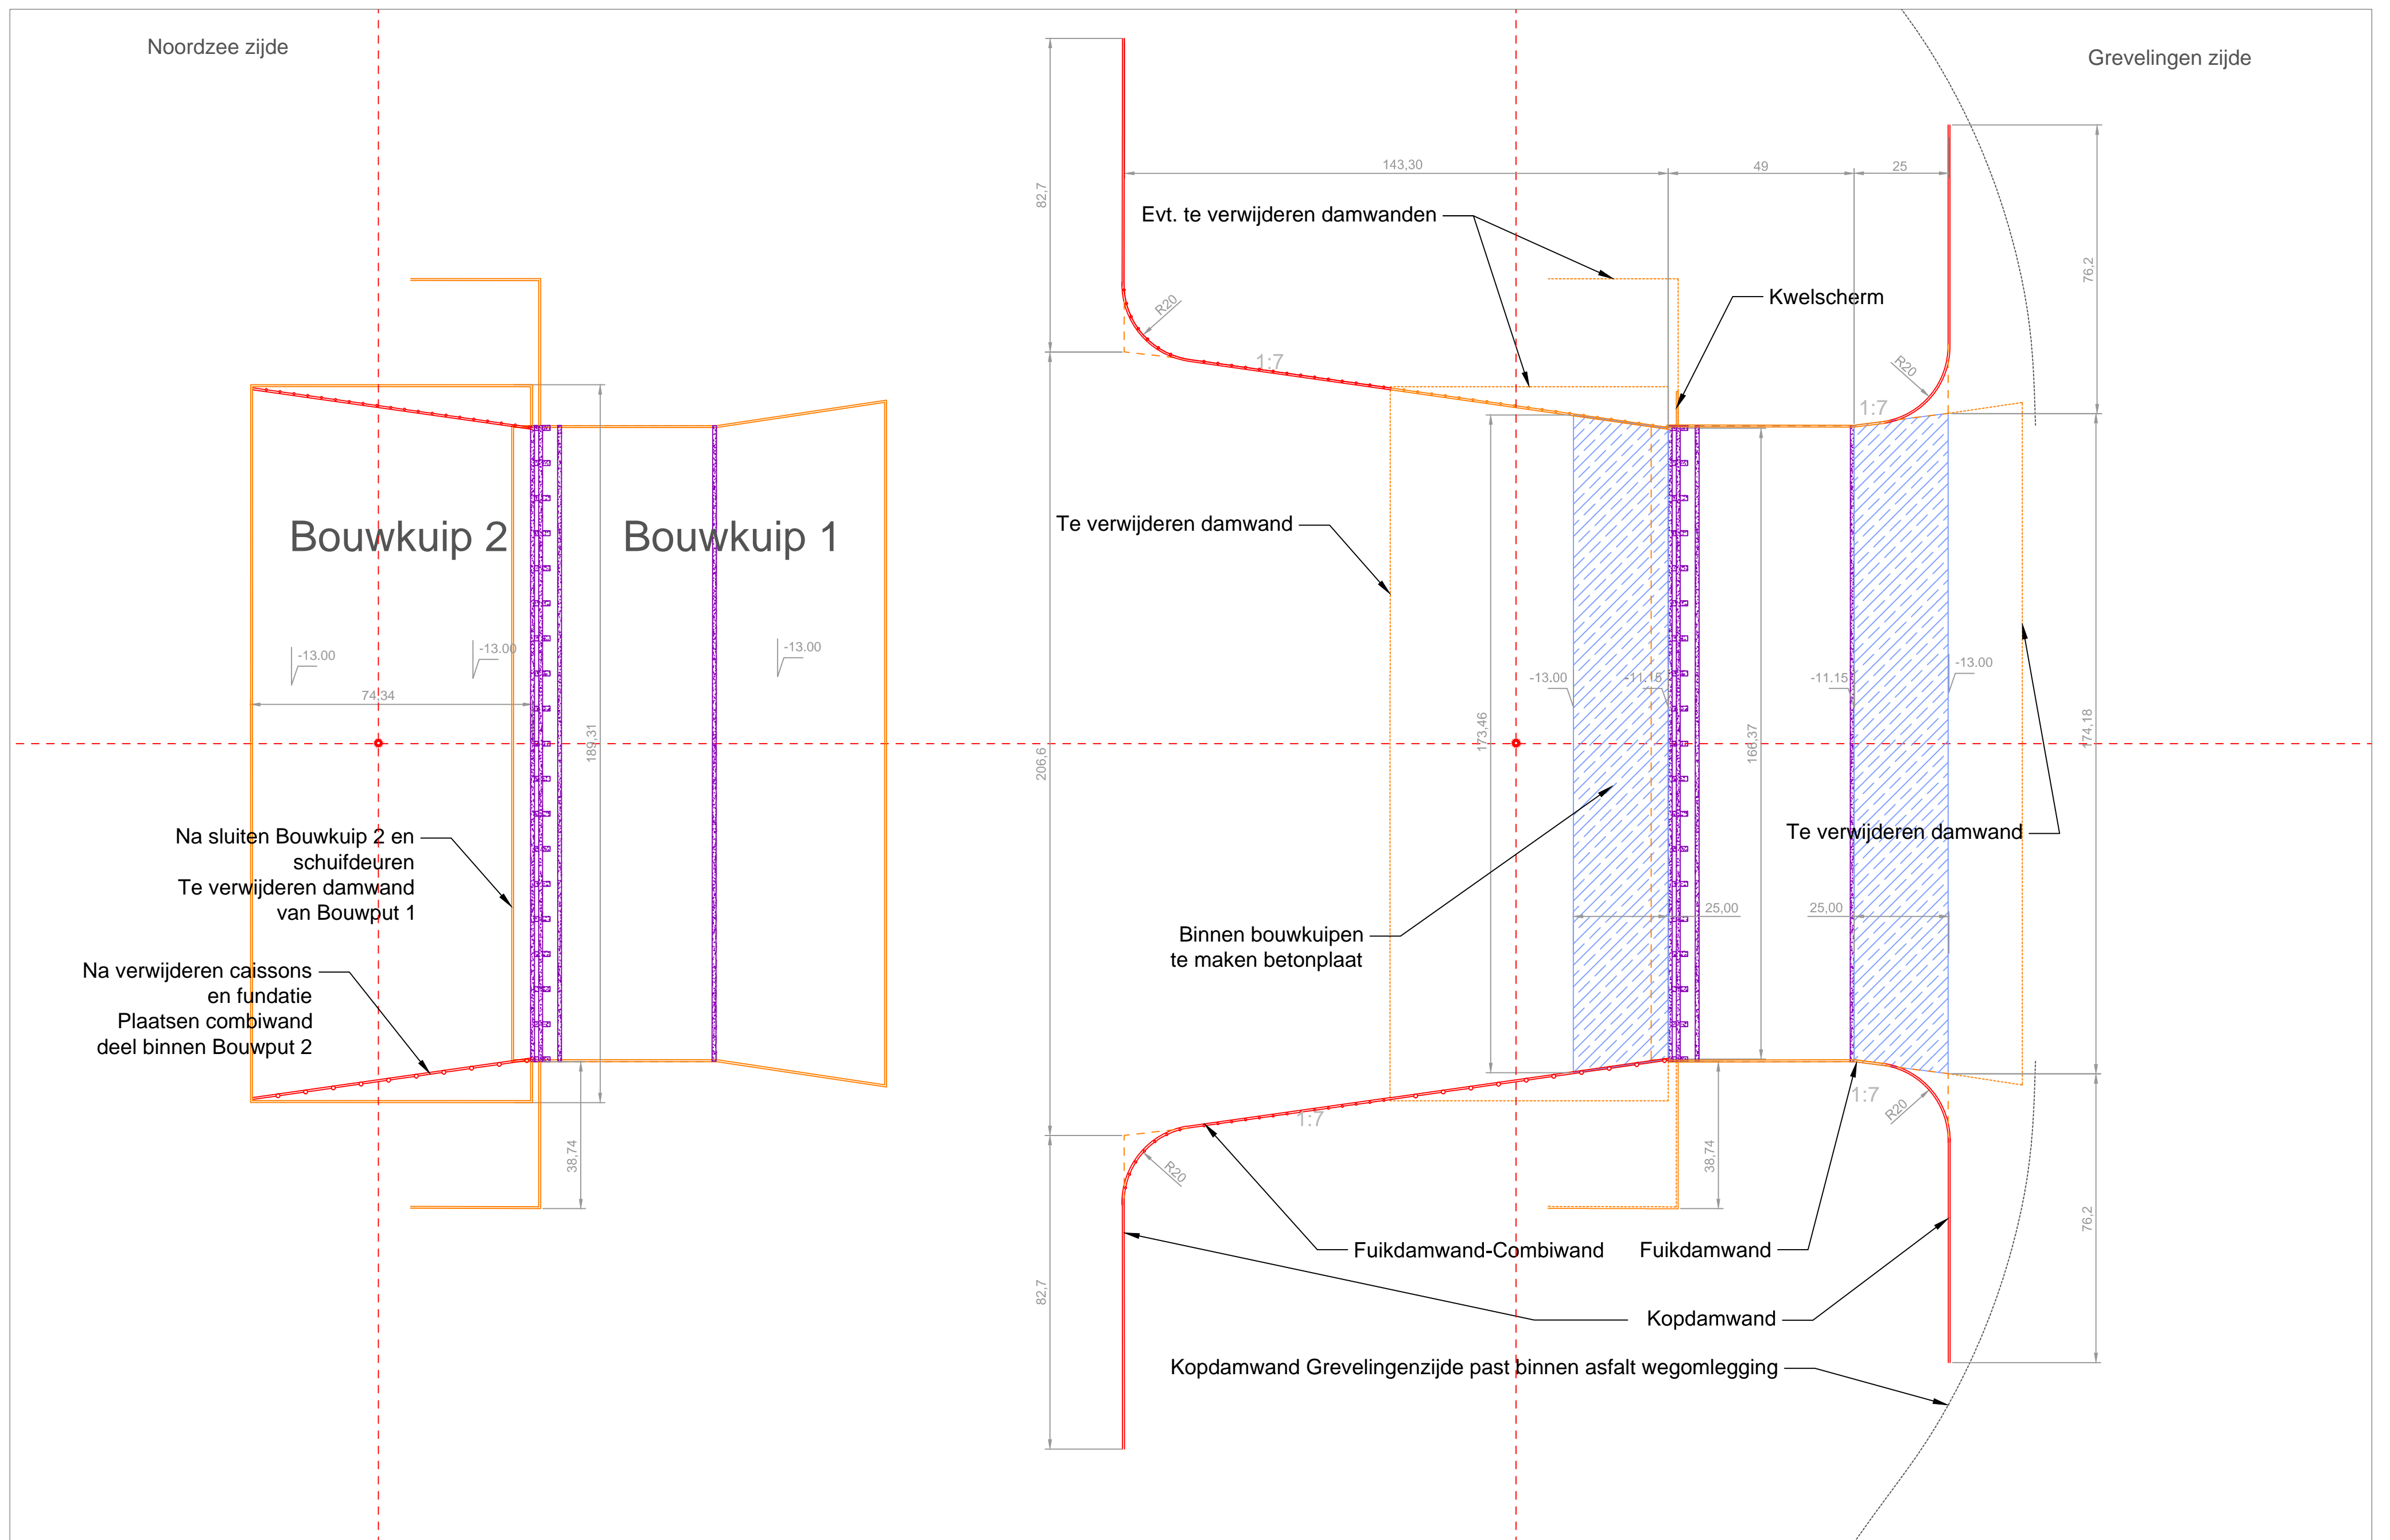 Noordzee zijde
Grevelingen zijde
82,7
143,30
49
25
76,2
Evt. te verwijderen damwanden
Kwelscherm
R20
R20
1:7
1:7
Bouwkuip 2
Bouwkuip 1
Te verwijderen damwand
-13.00
-13.00
-13.00
74,34
189,31
-13.00
-11.15
-11.15
-13.00
206,6
173,46
166,37
174,18
Na sluiten Bouwkuip 2 en
schuifdeuren
Te verwijderen damwand
van Bouwput 1
Te verwijderen damwand
25,00
25,00
Binnen bouwkuipen
te maken betonplaat
Na verwijderen caissons
en fundatie
Plaatsen combiwand
deel binnen Bouwput 2
1:7
1:7
R20
R20
38,74
38,74
76,2
Fuikdamwand-Combiwand
Fuikdamwand
82,7
Kopdamwand
Kopdamwand Grevelingenzijde past binnen asfalt wegomlegging